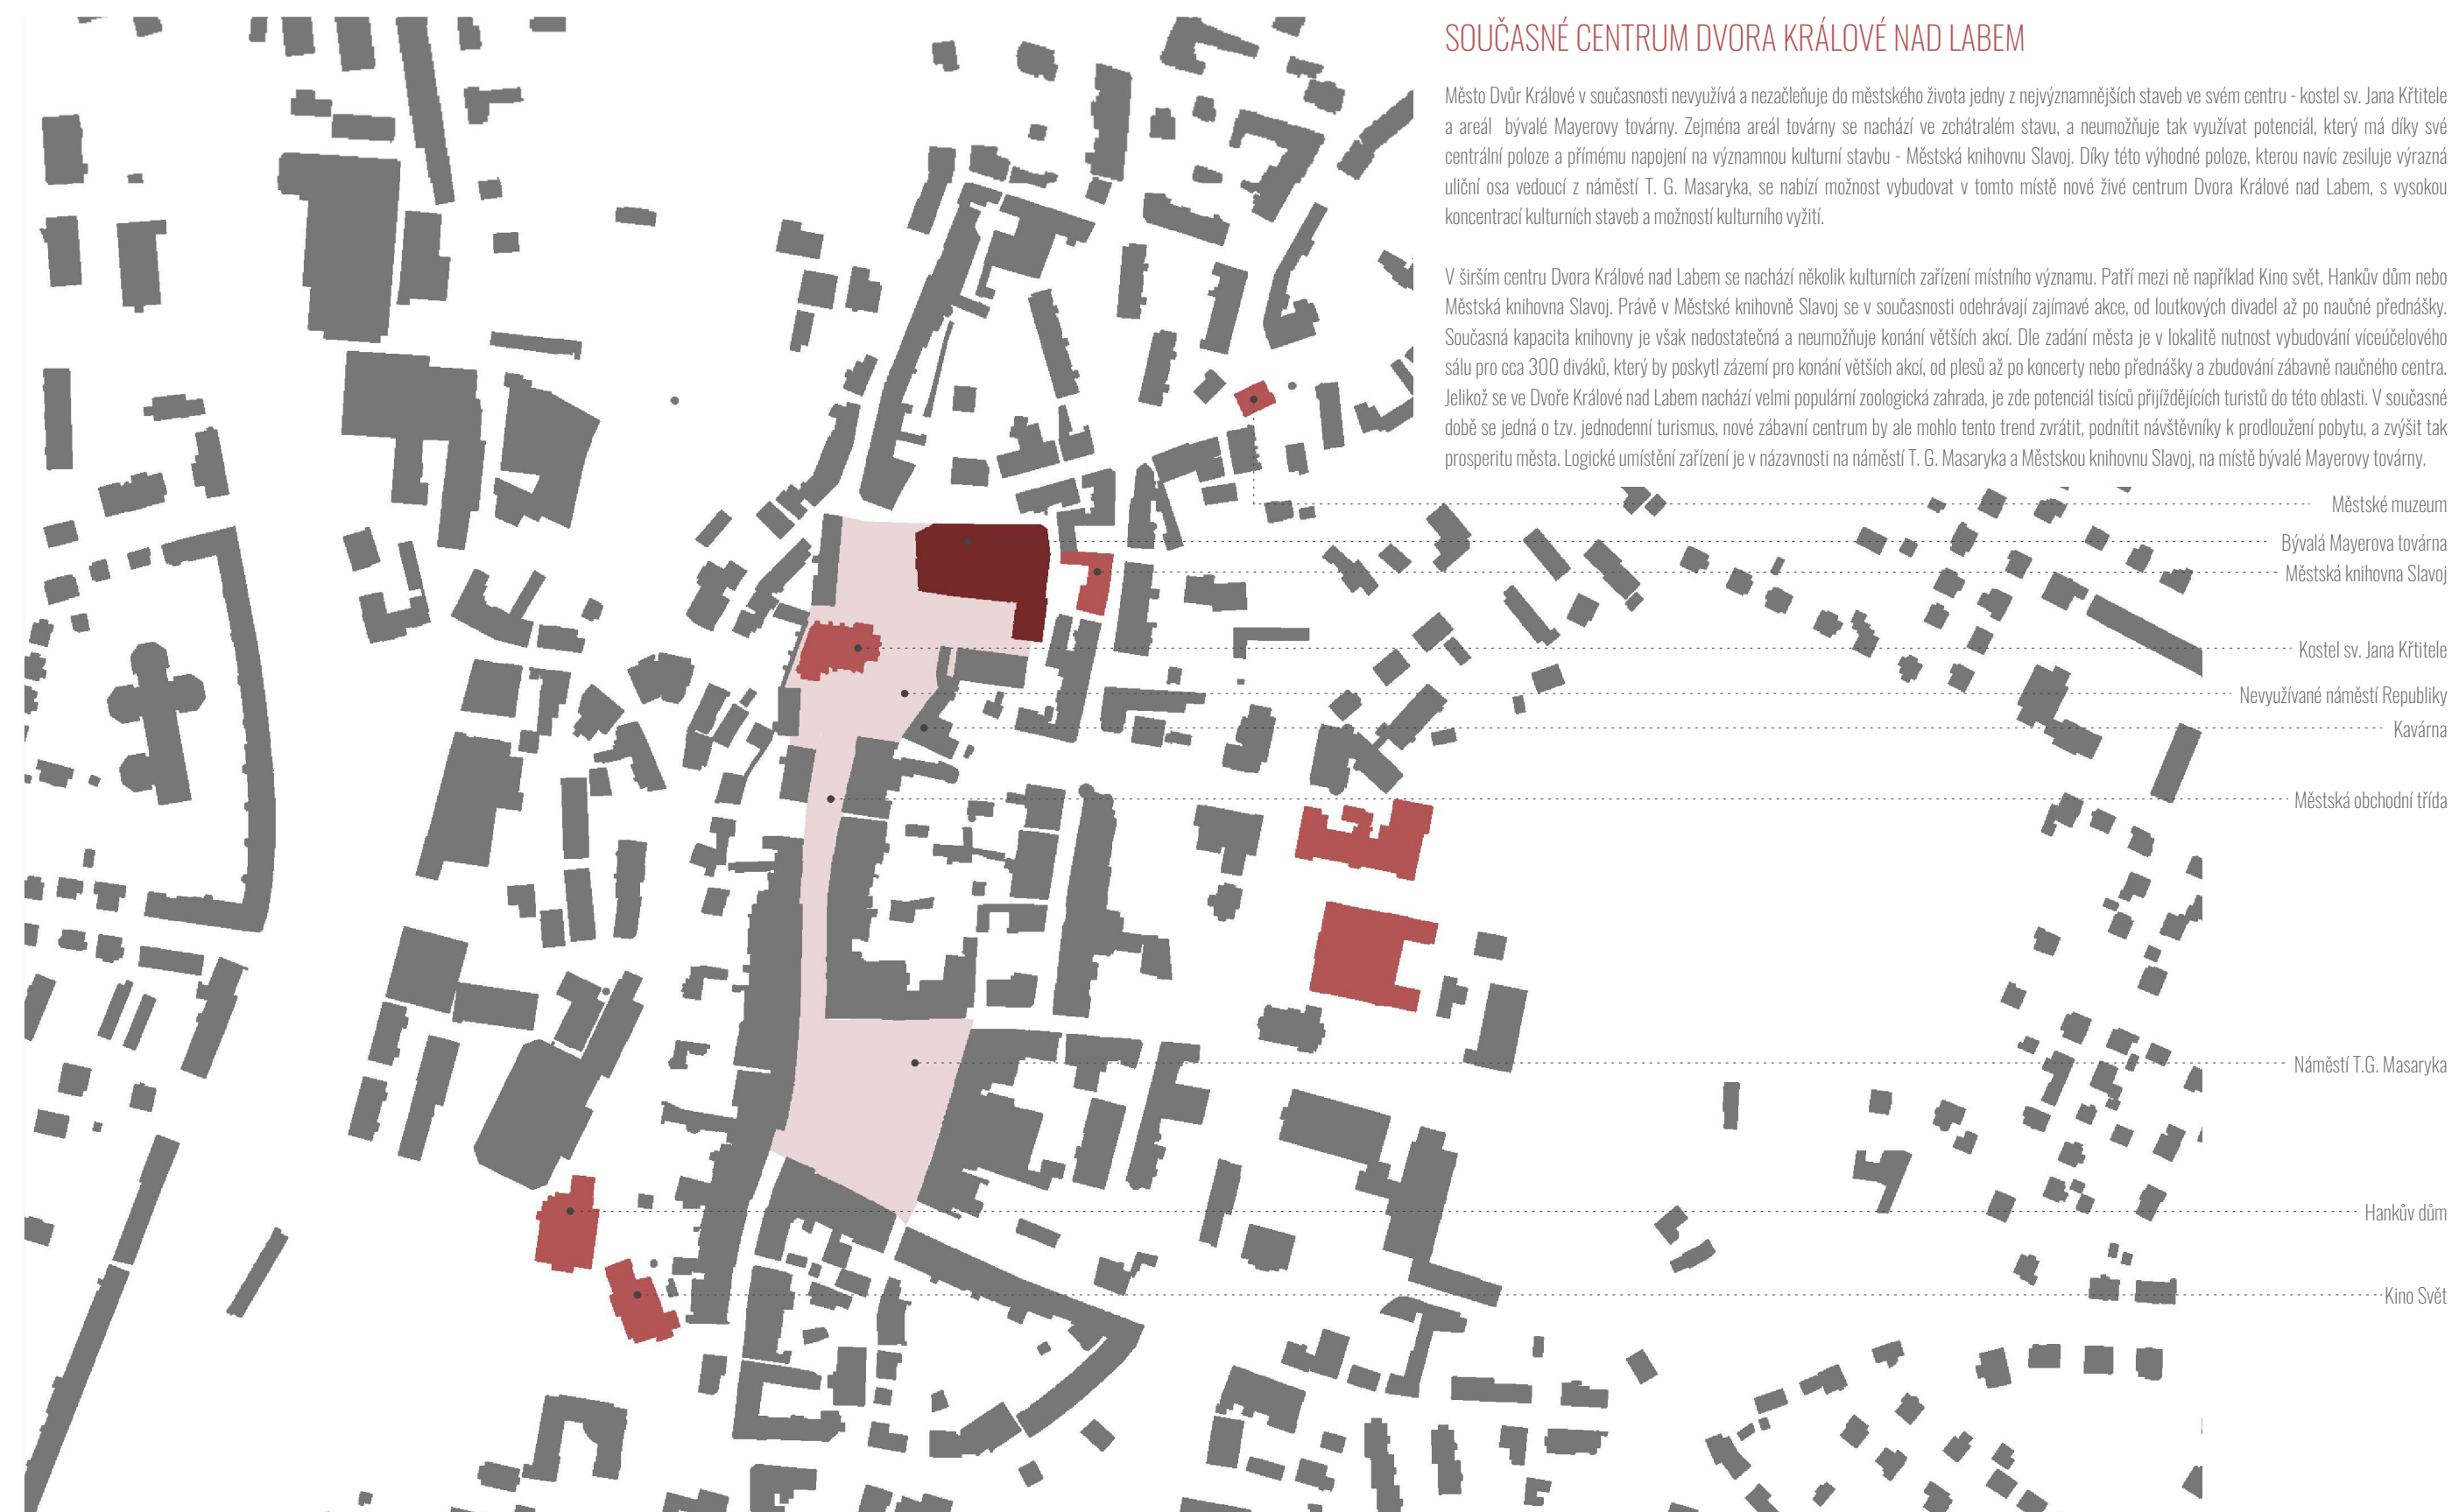 SOUČASNÉ CENTRUM DVORA KRÁLOVÉ NAD LABEM
Město Dvůr Králové v současnosti nevyužívá a nezačleňuje do městského života jedny z nejvýznamnějších staveb ve svém centru - kostel sv. Jana Křtitele
a areál bývalé Mayerovy továrny. Zejména areál továrny se nachází ve zchátralém stavu, a neumožňuje tak využívat potenciál, který má díky své
centrální poloze a přímému napojení na významnou kulturní stavbu - Městská knihovnu Slavoj. Díky této výhodné poloze, kterou navíc zesiluje výrazná
uliční osa vedoucí z náměstí T. G. Masaryka, se nabízí možnost vybudovat v tomto místě nové živé centrum Dvora Králové nad Labem, s vysokou
koncentrací kulturních staveb a možností kulturního vyžití.
V širším centru Dvora Králové nad Labem se nachází několik kulturních zařízení místního významu. Patří mezi ně například Kino svět, Hankův dům nebo
Městská knihovna Slavoj. Právě v Městské knihovně Slavoj se v současnosti odehrávají zajímavé akce, od loutkových divadel až po naučné přednášky.
Současná kapacita knihovny je však nedostatečná a neumožňuje konání větších akcí. Dle zadání města je v lokalitě nutnost vybudování víceúčelového
sálu pro cca 300 diváků, který by poskytl zázemí pro konání větších akcí, od plesů až po koncerty nebo přednášky a zbudování zábavně naučného centra.
Jelikož se ve Dvoře Králové nad Labem nachází velmi populární zoologická zahrada, je zde potenciál tisíců přijíždějících turistů do této oblasti. V současné
době se jedná o tzv. jednodenní turismus, nové zábavní centrum by ale mohlo tento trend zvrátit, podnítit návštěvníky k prodloužení pobytu, a zvýšit tak
prosperitu města. Logické umístění zařízení je v názavnosti na náměstí T. G. Masaryka a Městskou knihovnu Slavoj, na místě bývalé Mayerovy továrny.
Městské muzeum
Bývalá Mayerova továrna
Městská knihovna Slavoj
Kostel sv. Jana Křtitele
Nevyužívané náměstí Republiky
Kavárna
Městská obchodní třída
Náměstí T.G. Masaryka
Hankův dům
Kino Svět